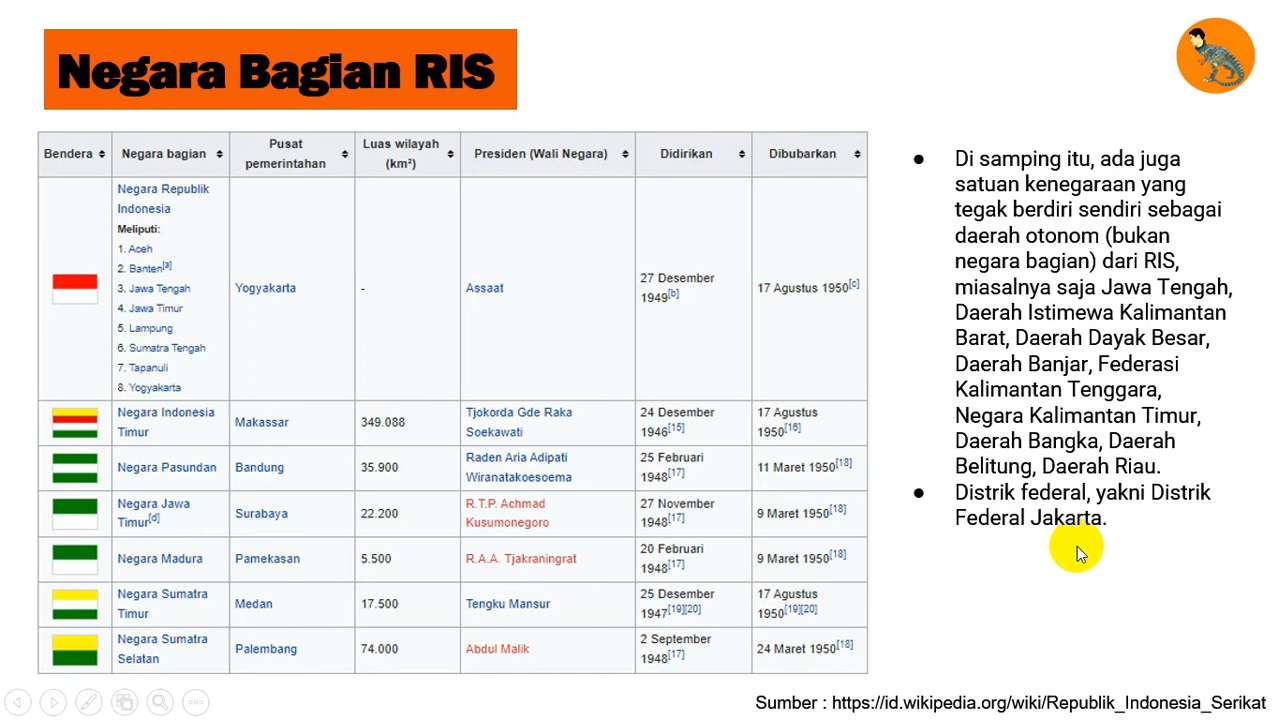 Negara Bagian RIS
Bendera Negara bagian Pusat pemerintahan Luas wilayah (km²) Presiden (Wali Negara) Didirikan Dibubarkan
Negara Republik
Indonesia
Meliputi:
1. Aceh
2. Banten[a]
3. Jawa Tengah
4. Jawa Timur
5. Lampung
6. Sumatra Tengah
7. Tapanuli
8. Yogyakarta
Yogyakarta
-
Assaat
27 Desember
1949[b]
17 Agustus 1950[c]
Negara Indonesia
Timur
Makassar
349.088
Tjokorda Gde Raka
Soekawati
24 Desember
1946[15]
17 Agustus
1950[16]
Negara Pasundan
Bandung
35.900
Raden Aria Adipati
Wiranatakoesoema
25 Februari
1948[17]
11 Maret 1950[18]
Negara Jawa
Timur[d]
Surabaya
22.200
R.T.P. Achmad
Kusumonegoro
27 November
1948[17]
9 Maret 1950[18]
Negara Madura
Pamekasan
5.500
R.A.A. Tjakraningrat
20 Februari
1948[17]
9 Maret 1950[18]
Negara Sumatra
Timur
Medan
17.500
Tengku Mansur
25 Desember
1947[19][20]
17 Agustus
1950[19][20]
Negara Sumatra
Selatan
Palembang
74.000
Abdul Malik
2 September
1948[17]
24 Maret 1950[18]
● Di samping itu, ada juga
satuan kenegaraan yang
tegak berdiri sendiri sebagai
daerah otonom (bukan
negara bagian) dari RIS,
miasalnya saja Jawa Tengah,
Daerah Istimewa Kalimantan
Barat, Daerah Dayak Besar,
Daerah Banjar, Federasi
Kalimantan Tenggara,
Negara Kalimantan Timur,
Daerah Bangka, Daerah
Belitung, Daerah Riau.
● Distrik federal, yakni Distrik
Federal Jakarta.
Sumber : https://id.wikipedia.org/wiki/Republik_Indonesia_Serikat